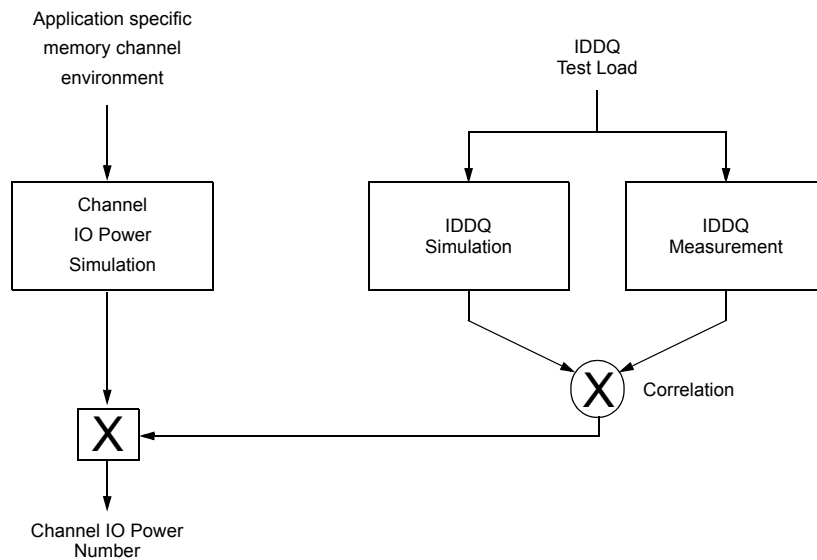 Application specific
memory channel
environment
IDDQ
Test Load
Channel
IO Power
Simulation
IDDQ
Simulation
IDDQ
Measurement
X
Correlation
X
Channel IO Power
Number